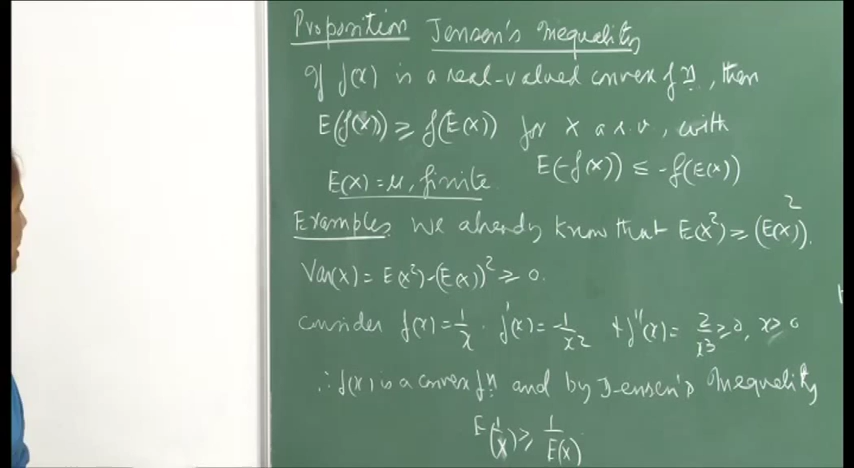 Proposition Jensen's Inequality
If f(x) is a real-valued convex fn, then
E(f(X)) ≥ f(E(X)) for X a r.v, with
E(X) = μ, finite. E(-f(X)) ≤ -f(E(X))
Examples. We already know that E(X²) ≥ (E(X))².
Var(X) = E(X²) - (E(X))² ≥ 0.
consider f(x) = 1/x . f'(x) = -1/x² & f''(x) = 2/x³ ≥ 0, x > 0
∴ f(x) is a convex fn and by Jensen's Inequality
E(1/X) ≥ 1/E(X)